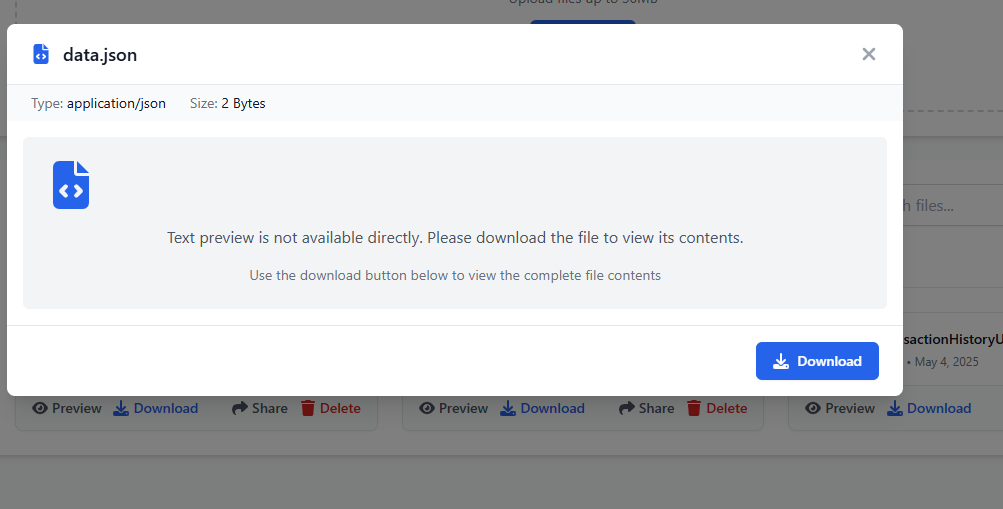 Upload files up to 50MB
data.json
Type: application/json Size: 2 Bytes
Text preview is not available directly. Please download the file to view its contents.
Use the download button below to view the complete file contents
Download
files...
• May 4, 2025
Preview Download Share Delete Preview Download Share Delete Preview Download